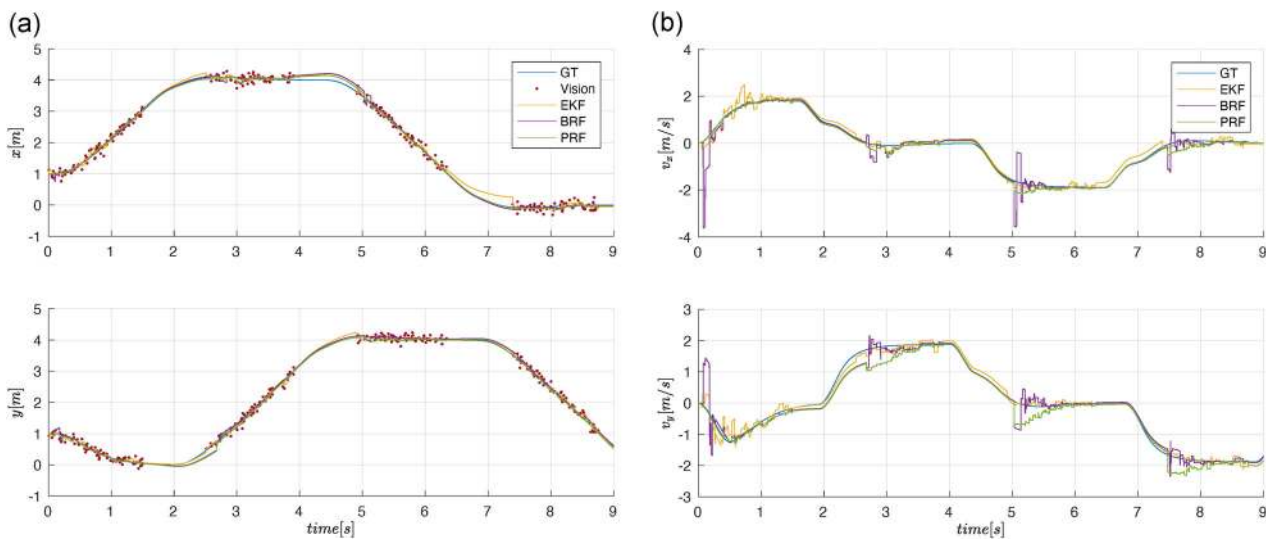 (a)
5
4
3
2
1
0
-1
x[m]
GT
Vision
EKF
BRF
PRF
0 1 2 3 4 5 6 7 8 9
5
4
3
2
1
0
-1
y[m]
0 1 2 3 4 5 6 7 8 9
time[s]
(b)
4
2
0
-2
-4
vx[m/s]
GT
EKF
BRF
PRF
0 1 2 3 4 5 6 7 8 9
3
2
1
0
-1
-2
-3
vy[m/s]
0 1 2 3 4 5 6 7 8 9
time[s]